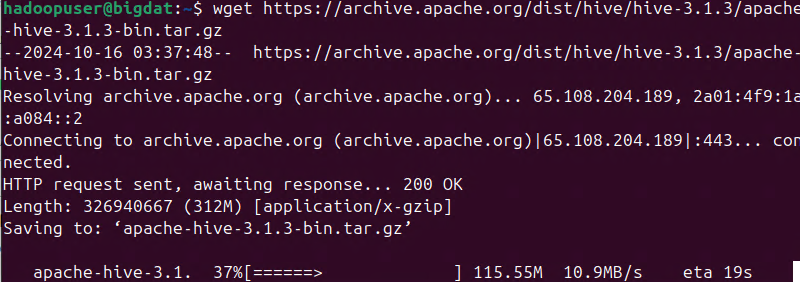 hadoopuser@bigdat:~$ wget https://archive.apache.org/dist/hive/hive-3.1.3/apache
-hive-3.1.3-bin.tar.gz
--2024-10-16 03:37:48--  https://archive.apache.org/dist/hive/hive-3.1.3/apache-
hive-3.1.3-bin.tar.gz
Resolving archive.apache.org (archive.apache.org)... 65.108.204.189, 2a01:4f9:1a
:a084::2
Connecting to archive.apache.org (archive.apache.org)|65.108.204.189|:443... con
nected.
HTTP request sent, awaiting response... 200 OK
Length: 326940667 (312M) [application/x-gzip]
Saving to: ‘apache-hive-3.1.3-bin.tar.gz’
apache-hive-3.1.  37%[======>             ] 115.55M  10.9MB/s    eta 19s